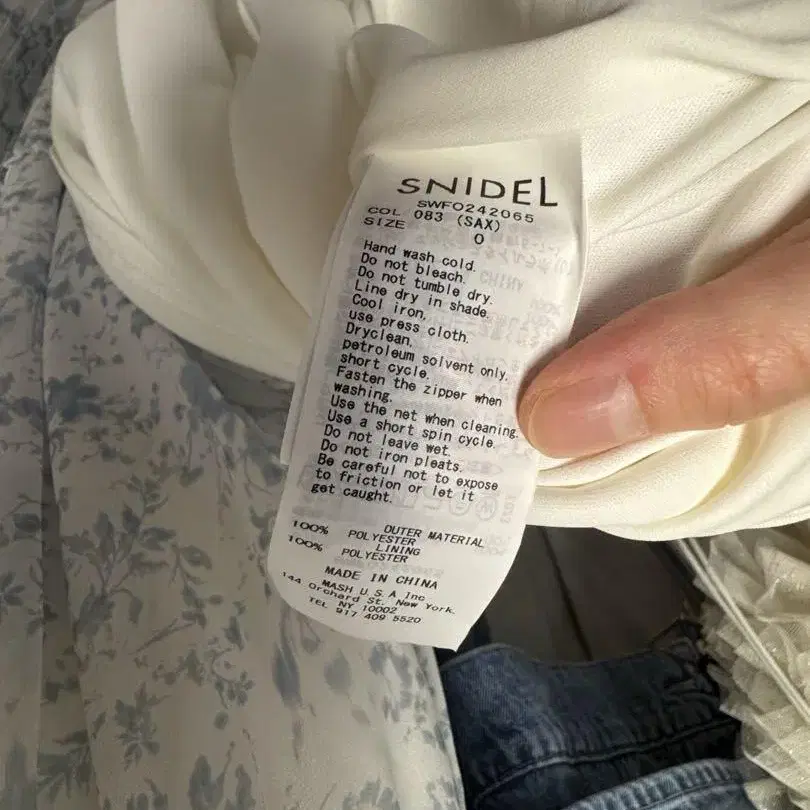 SNIDEL
SWFO242065
COL 083 (SAX)
SIZE 0
Hand wash cold.
Do not bleach.
Do not tumble dry.
Line dry in shade.
Cool iron,
use press cloth.
Dryclean,
petroleum solvent only,
short cycle.
Fasten the zipper when
washing.
Use the net when cleaning.
Use a short spin cycle.
Do not leave wet.
Do not iron pleats.
Be careful not to expose
to friction or let it
get caught.
OUTER MATERIAL
100% POLYESTER
LINING
100% POLYESTER
MADE IN CHINA
MASH U.S.A Inc
144 Orchard St. New York.
NY 10002
TEL 917 409 5520